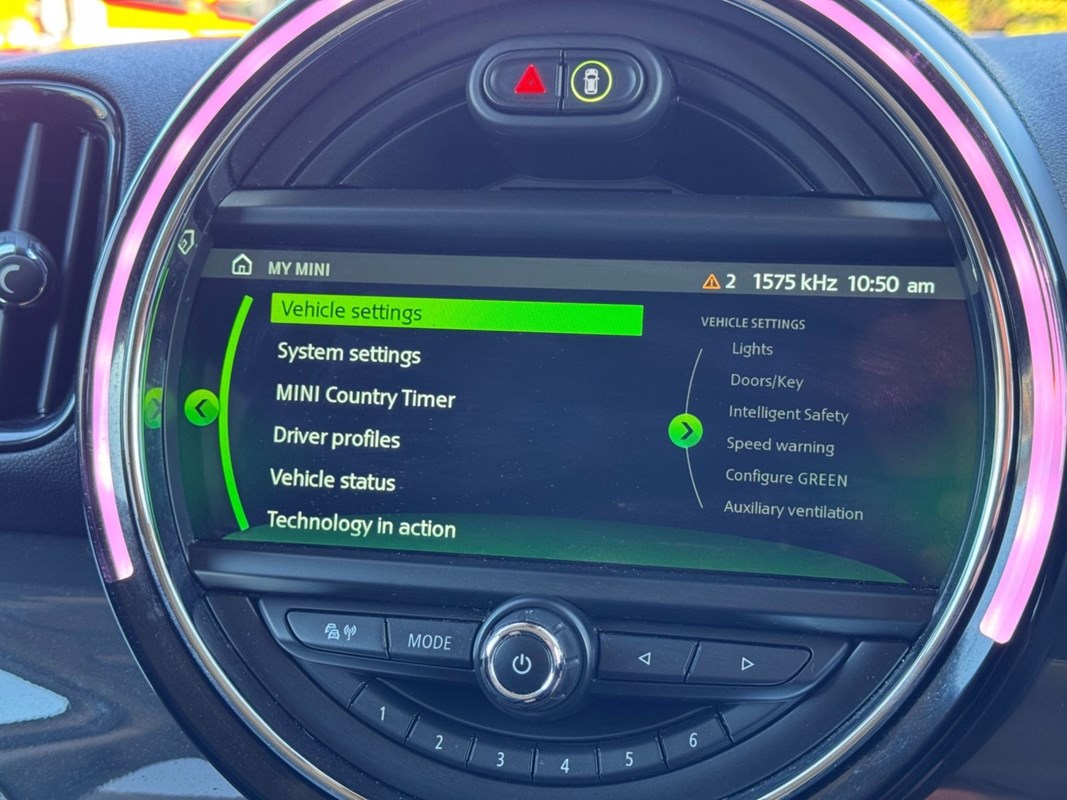 MY MINI
2 1575 kHz 10:50 am
Vehicle settings
System settings
MINI Country Timer
Driver profiles
Vehicle status
Technology in action
VEHICLE SETTINGS
Lights
Doors/Key
Intelligent Safety
Speed warning
Configure GREEN
Auxiliary ventilation
MODE
1
2
3
4
5
6